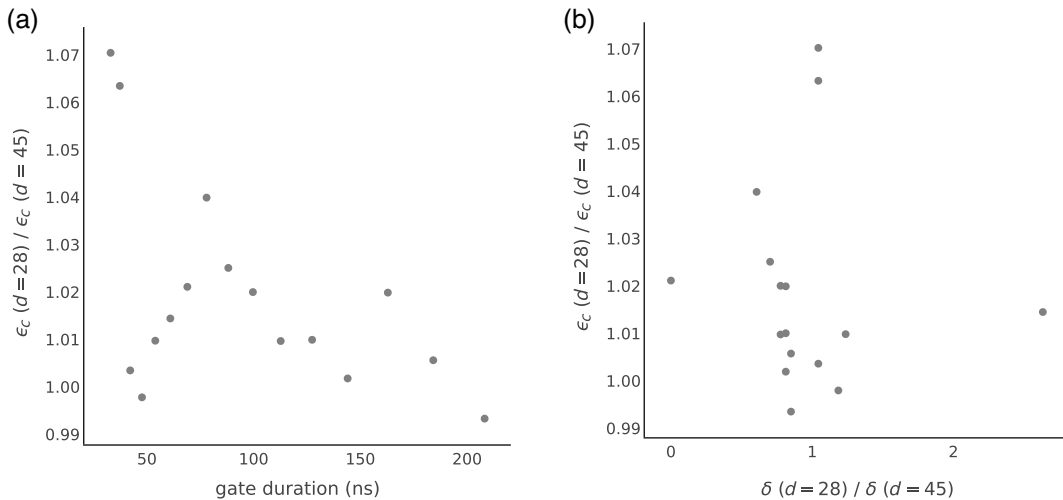 (a)
1.07
1.06
1.05
1.04
1.03
1.02
1.01
1.00
0.99
ϵc (d=28) / ϵc (d=45)
50 100 150 200
gate duration (ns)
(b)
1.07
1.06
1.05
1.04
1.03
1.02
1.01
1.00
0.99
ϵc (d=28) / ϵc (d=45)
0 1 2
δ (d=28) / δ (d=45)